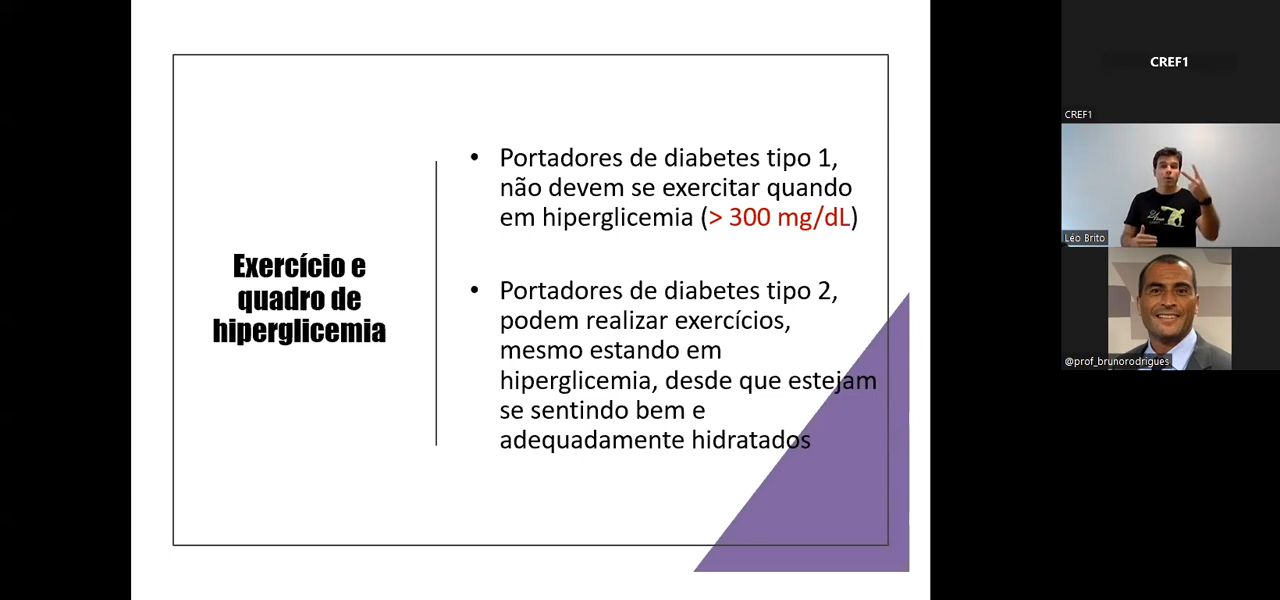 Exercício e
quadro de
hiperglicemia
• Portadores de diabetes tipo 1,
não devem se exercitar quando
em hiperglicemia (> 300 mg/dL)
• Portadores de diabetes tipo 2,
podem realizar exercícios,
mesmo estando em
hiperglicemia, desde que estejam
se sentindo bem e
adequadamente hidratados
CREF1
CREF1
Léo Brito
@prof_brunorodrigues